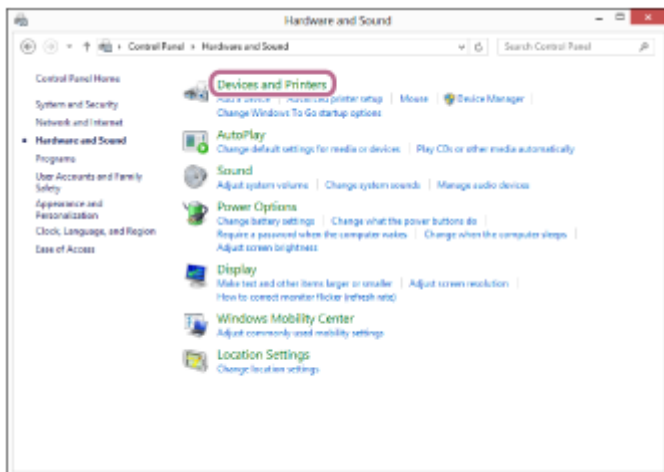 Hardware and Sound
Control Panel › Hardware and Sound
Search Control Panel
Control Panel Home
System and Security
Network and Internet
Hardware and Sound
Programs
User Accounts and Family
Safety
Appearance and
Personalization
Clock, Language, and Region
Ease of Access
Devices and Printers
Add a device | Advanced printer setup | Mouse | Device Manager
Change Windows To Go startup options
AutoPlay
Change default settings for media or devices | Play CDs or other media automatically
Sound
Adjust system volume | Change system sounds | Manage audio devices
Power Options
Change battery settings | Change what the power buttons do
Require a password when the computer wakes | Change when the computer sleeps
Adjust screen brightness
Display
Make text and other items larger or smaller | Adjust screen resolution
How to correct monitor flicker (refresh rate)
Windows Mobility Center
Adjust commonly used mobility settings
Location Settings
Change location settings